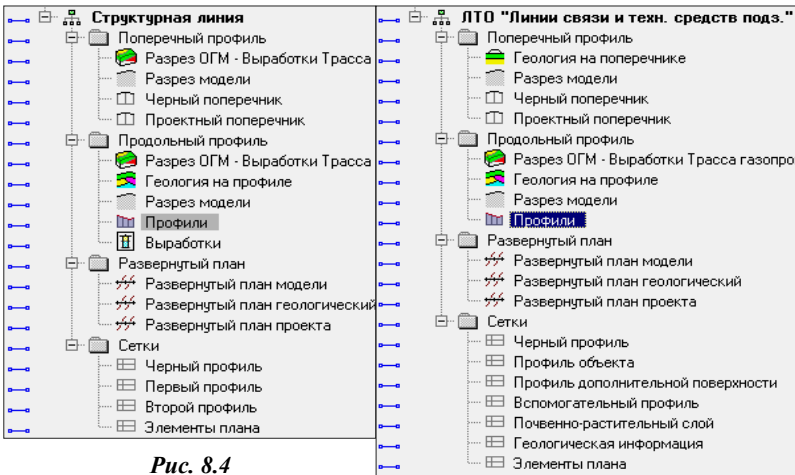 Структурная линия
Поперечный профиль
Разрез ОГМ - Выработки Трасса
Разрез модели
Черный поперечник
Проектный поперечник
Продольный профиль
Разрез ОГМ - Выработки Трасса
Геология на профиле
Разрез модели
Профили
Выработки
Развернутый план
Развернутый план модели
Развернутый план геологический
Развернутый план проекта
Сетки
Черный профиль
Первый профиль
Второй профиль
Элементы плана
Рис. 8.4
ЛТО "Линии связи и техн. средств подз."
Поперечный профиль
Геология на поперечнике
Разрез модели
Черный поперечник
Проектный поперечник
Продольный профиль
Разрез ОГМ - Выработки Трасса газопро
Геология на профиле
Разрез модели
Профили
Развернутый план
Развернутый план модели
Развернутый план геологический
Развернутый план проекта
Сетки
Черный профиль
Профиль объекта
Профиль дополнительной поверхности
Вспомогательный профиль
Почвенно-растительный слой
Геологическая информация
Элементы плана